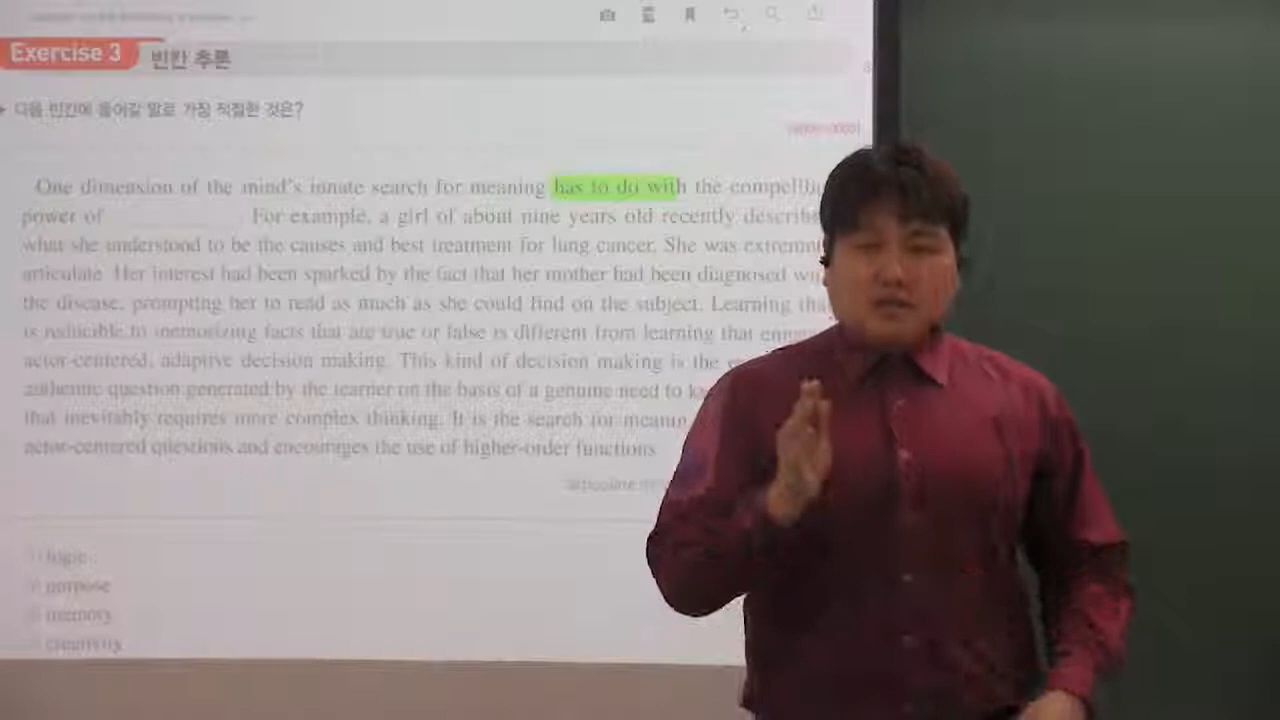 Exercise 3 빈칸 추론
다음 빈칸에 들어갈 말로 가장 적절한 것은?
One dimension of the mind's innate search for meaning has to do with the
power of For example, a girl of about nine years old recently
what she understood to be the causes and best treatment for lung cancer. She was
articulate. Her interest had been sparked by the fact that her mother had been diagnosed
the disease, prompting her to read as much as she could find on the subject. Learning
is reducible to memorizing facts that are true or false is different from learning that
actor-centered, adaptive decision making. This kind of decision making is the
authentic question generated by the learner on the basis of a genuine need to
that inevitably requires more complex thinking. It is the search for
actor-centered questions and encourages the use of higher-order functions
logic
purpose
memory
creativity